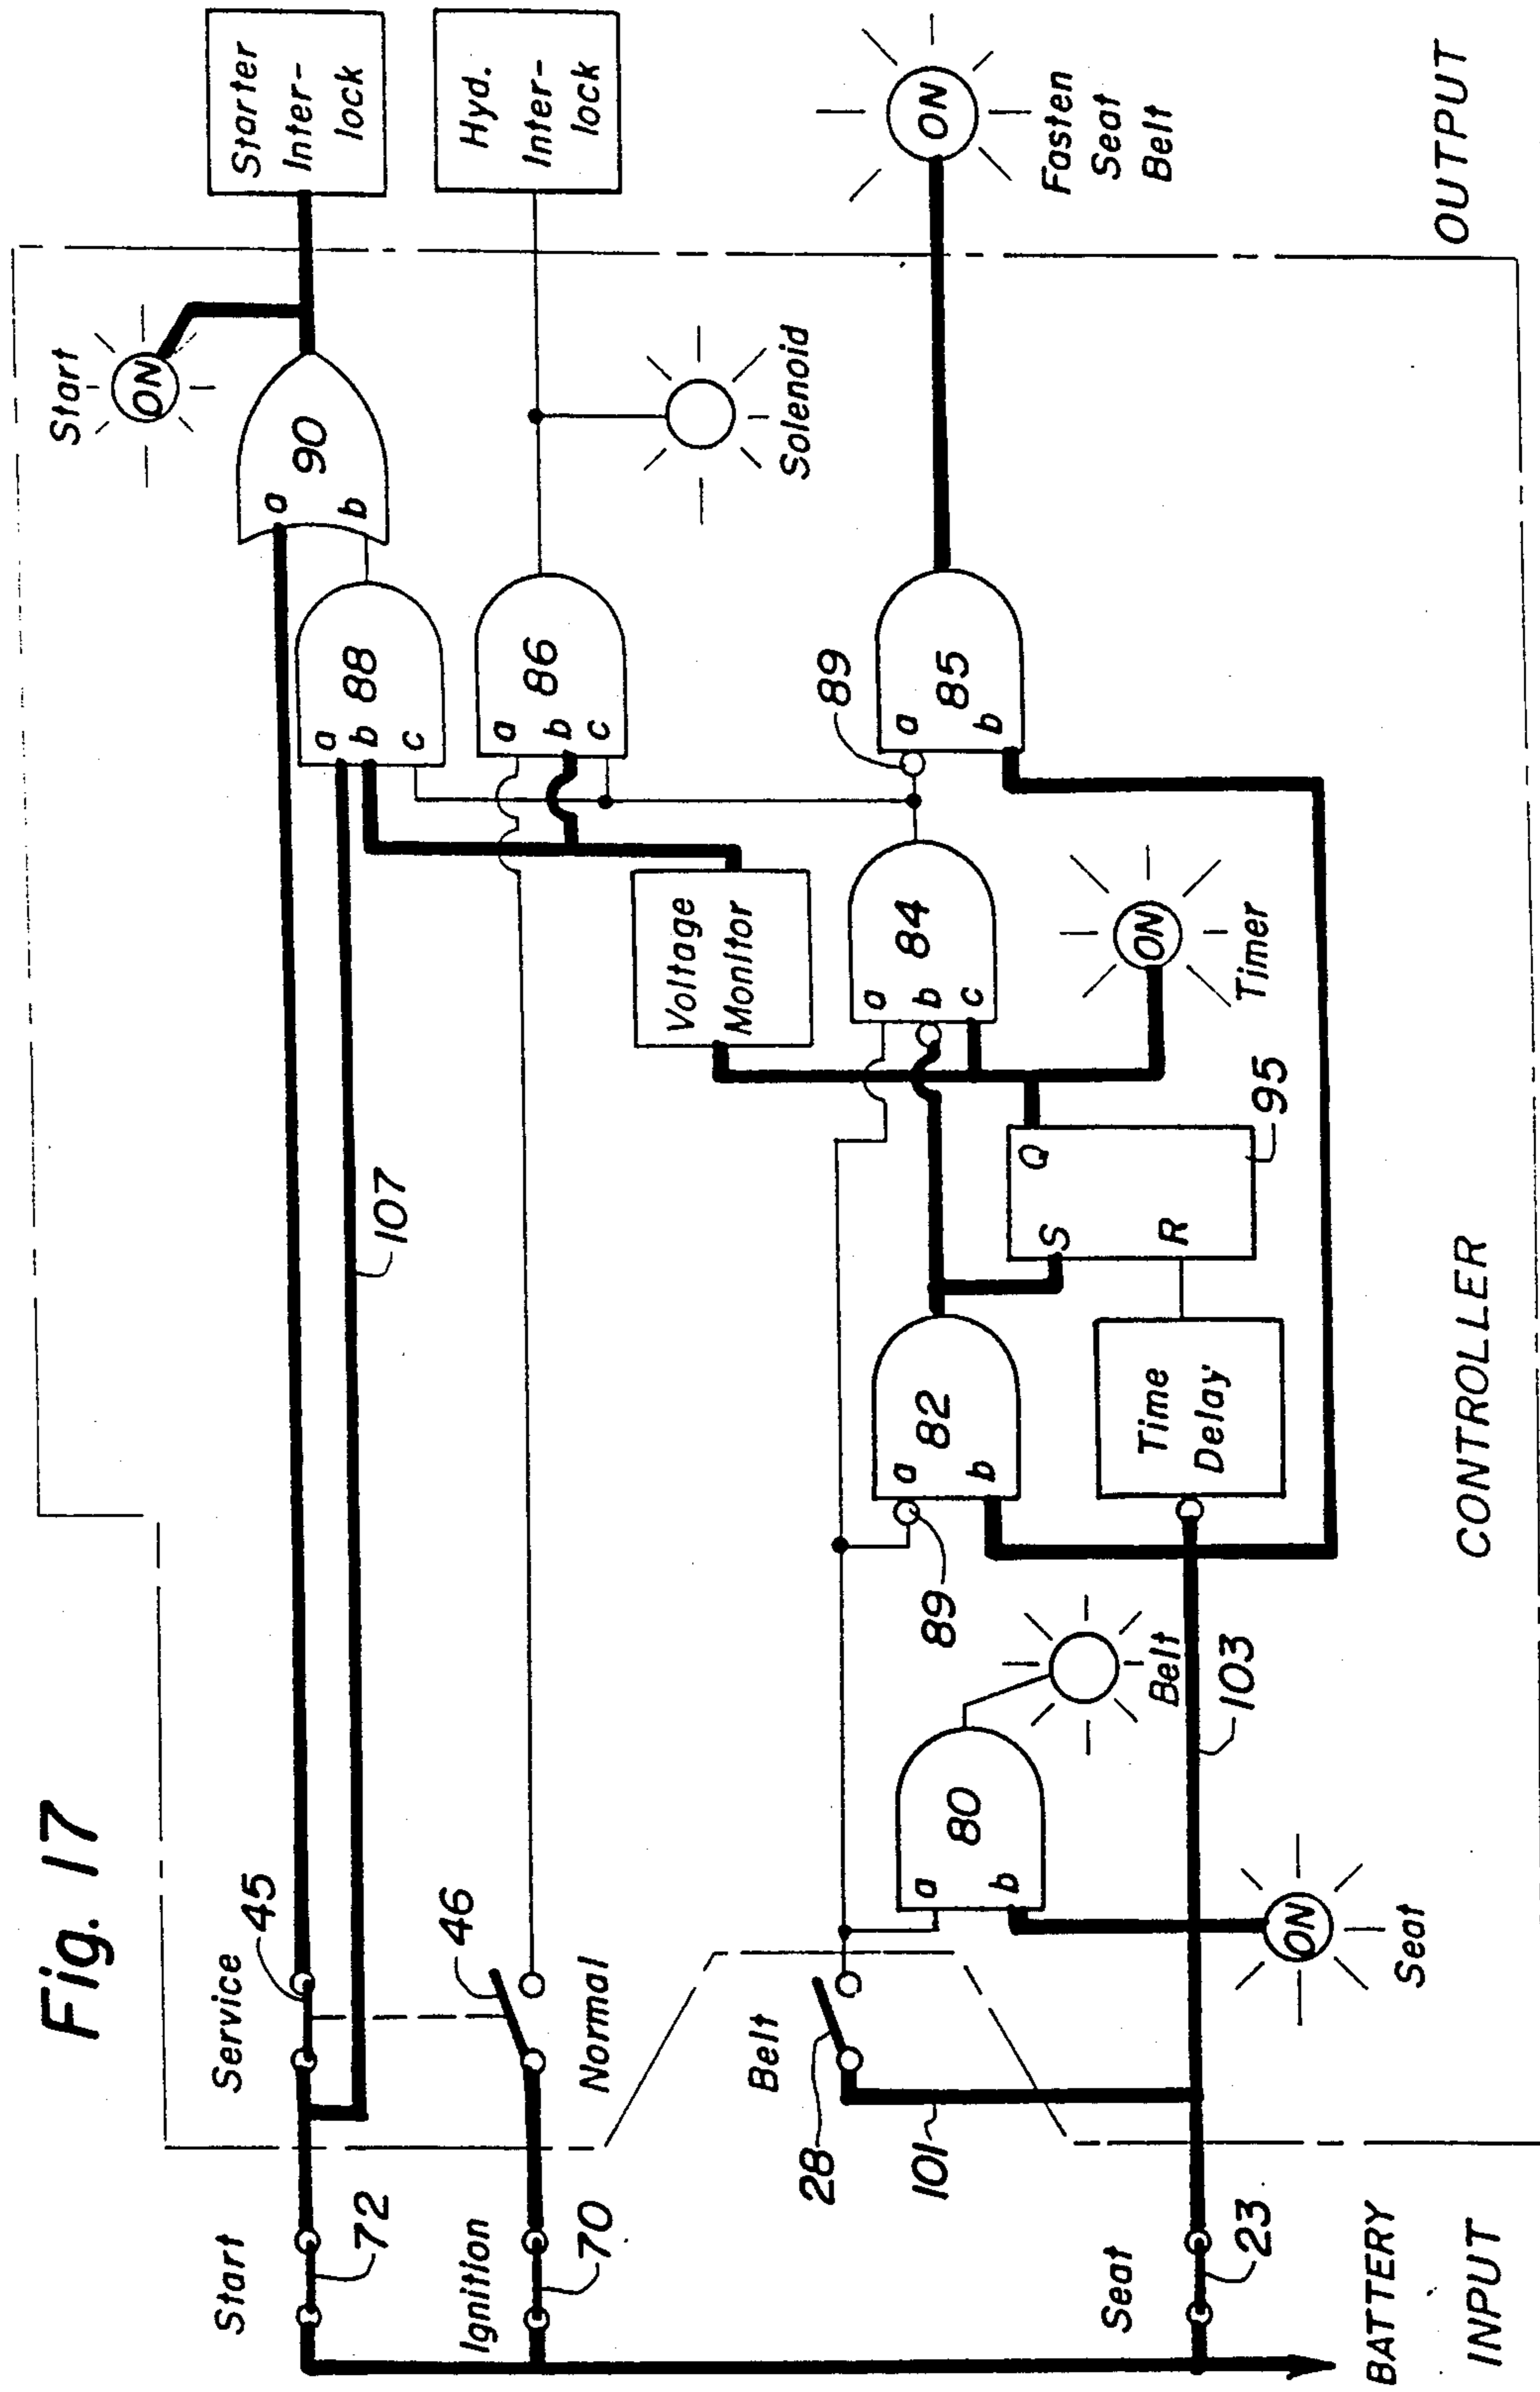 Fig. 17
Start
72
Ignition
70
Seat
23
BATTERY
INPUT
Service
45
46
Normal
Belt
28
101
107
a
80
b
Belt
103
ON
Seat
89
a
82
b
Time
Delay
S
Q
R
95
Voltage
Monitor
a
b
c
84
ON
Timer
a
b
c
88
a
b
c
86
89
a
85
b
a
90
b
Start
ON
Solenoid
CONTROLLER
Starter
Inter-
lock
Hyd.
Inter-
lock
ON
Fasten
Seat
Belt
OUTPUT